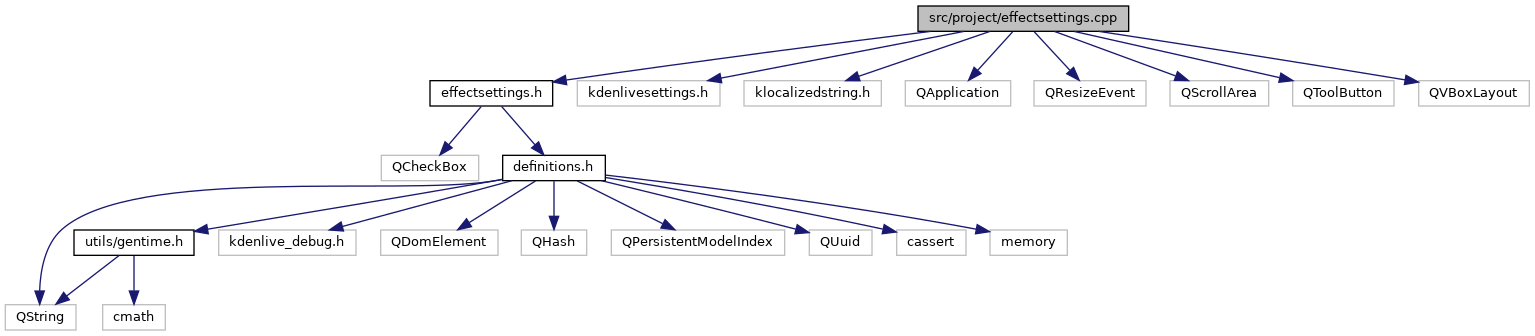 src/project/effectsettings.cpp
effectsettings.h
kdenlivesettings.h
klocalizedstring.h
QApplication
QResizeEvent
QScrollArea
QToolButton
QVBoxLayout
QCheckBox
definitions.h
utils/gentime.h
kdenlive_debug.h
QDomElement
QHash
QPersistentModelIndex
QUuid
cassert
memory
QString
cmath